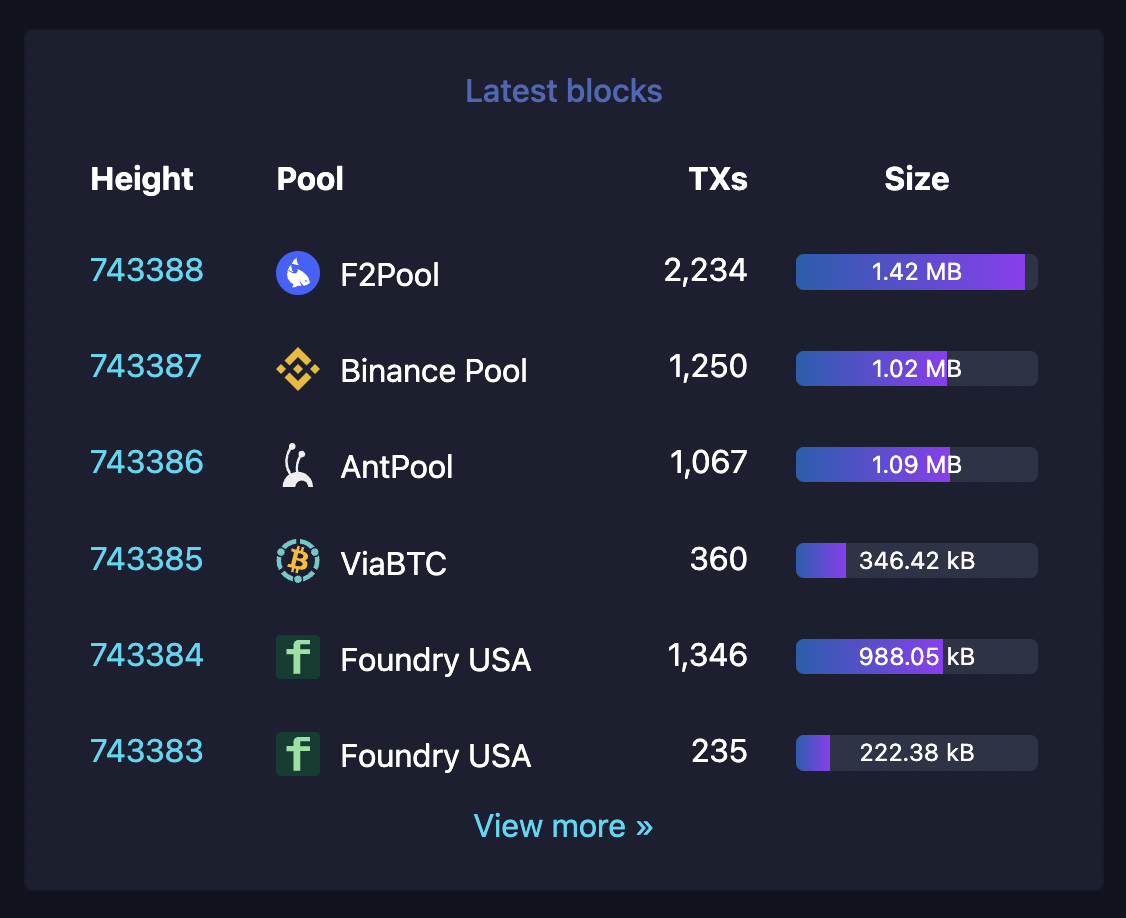 Latest blocks
Height Pool TXs Size
743388 F2Pool 2,234 1.42 MB
743387 Binance Pool 1,250 1.02 MB
743386 AntPool 1,067 1.09 MB
743385 ViaBTC 360 346.42 kB
743384 Foundry USA 1,346 988.05 kB
743383 Foundry USA 235 222.38 kB
View more »